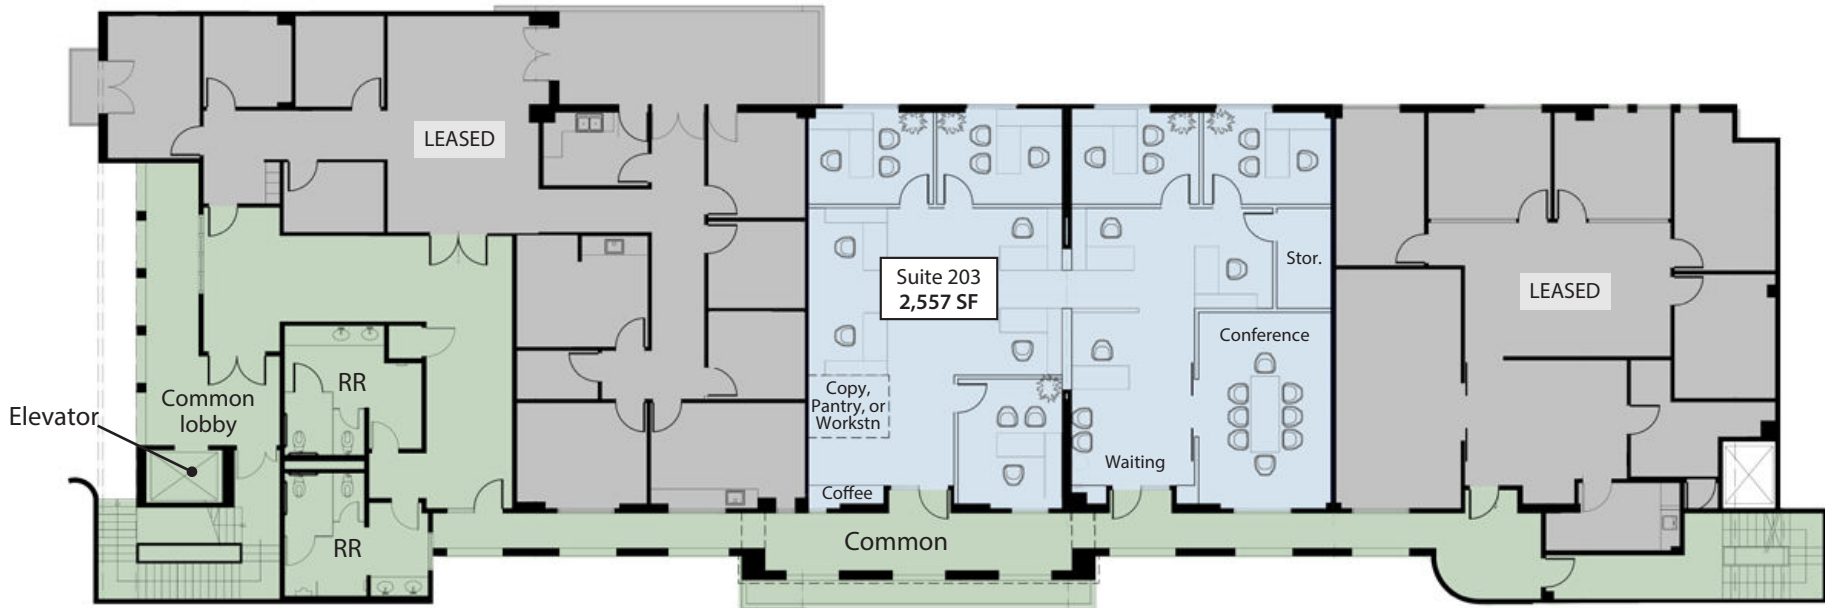 LEASED
Suite 203
2,557 SF
Stor.
LEASED
Conference
RR
Common
lobby
Elevator
Copy,
Pantry, or
Workstn
Waiting
Coffee
RR
Common